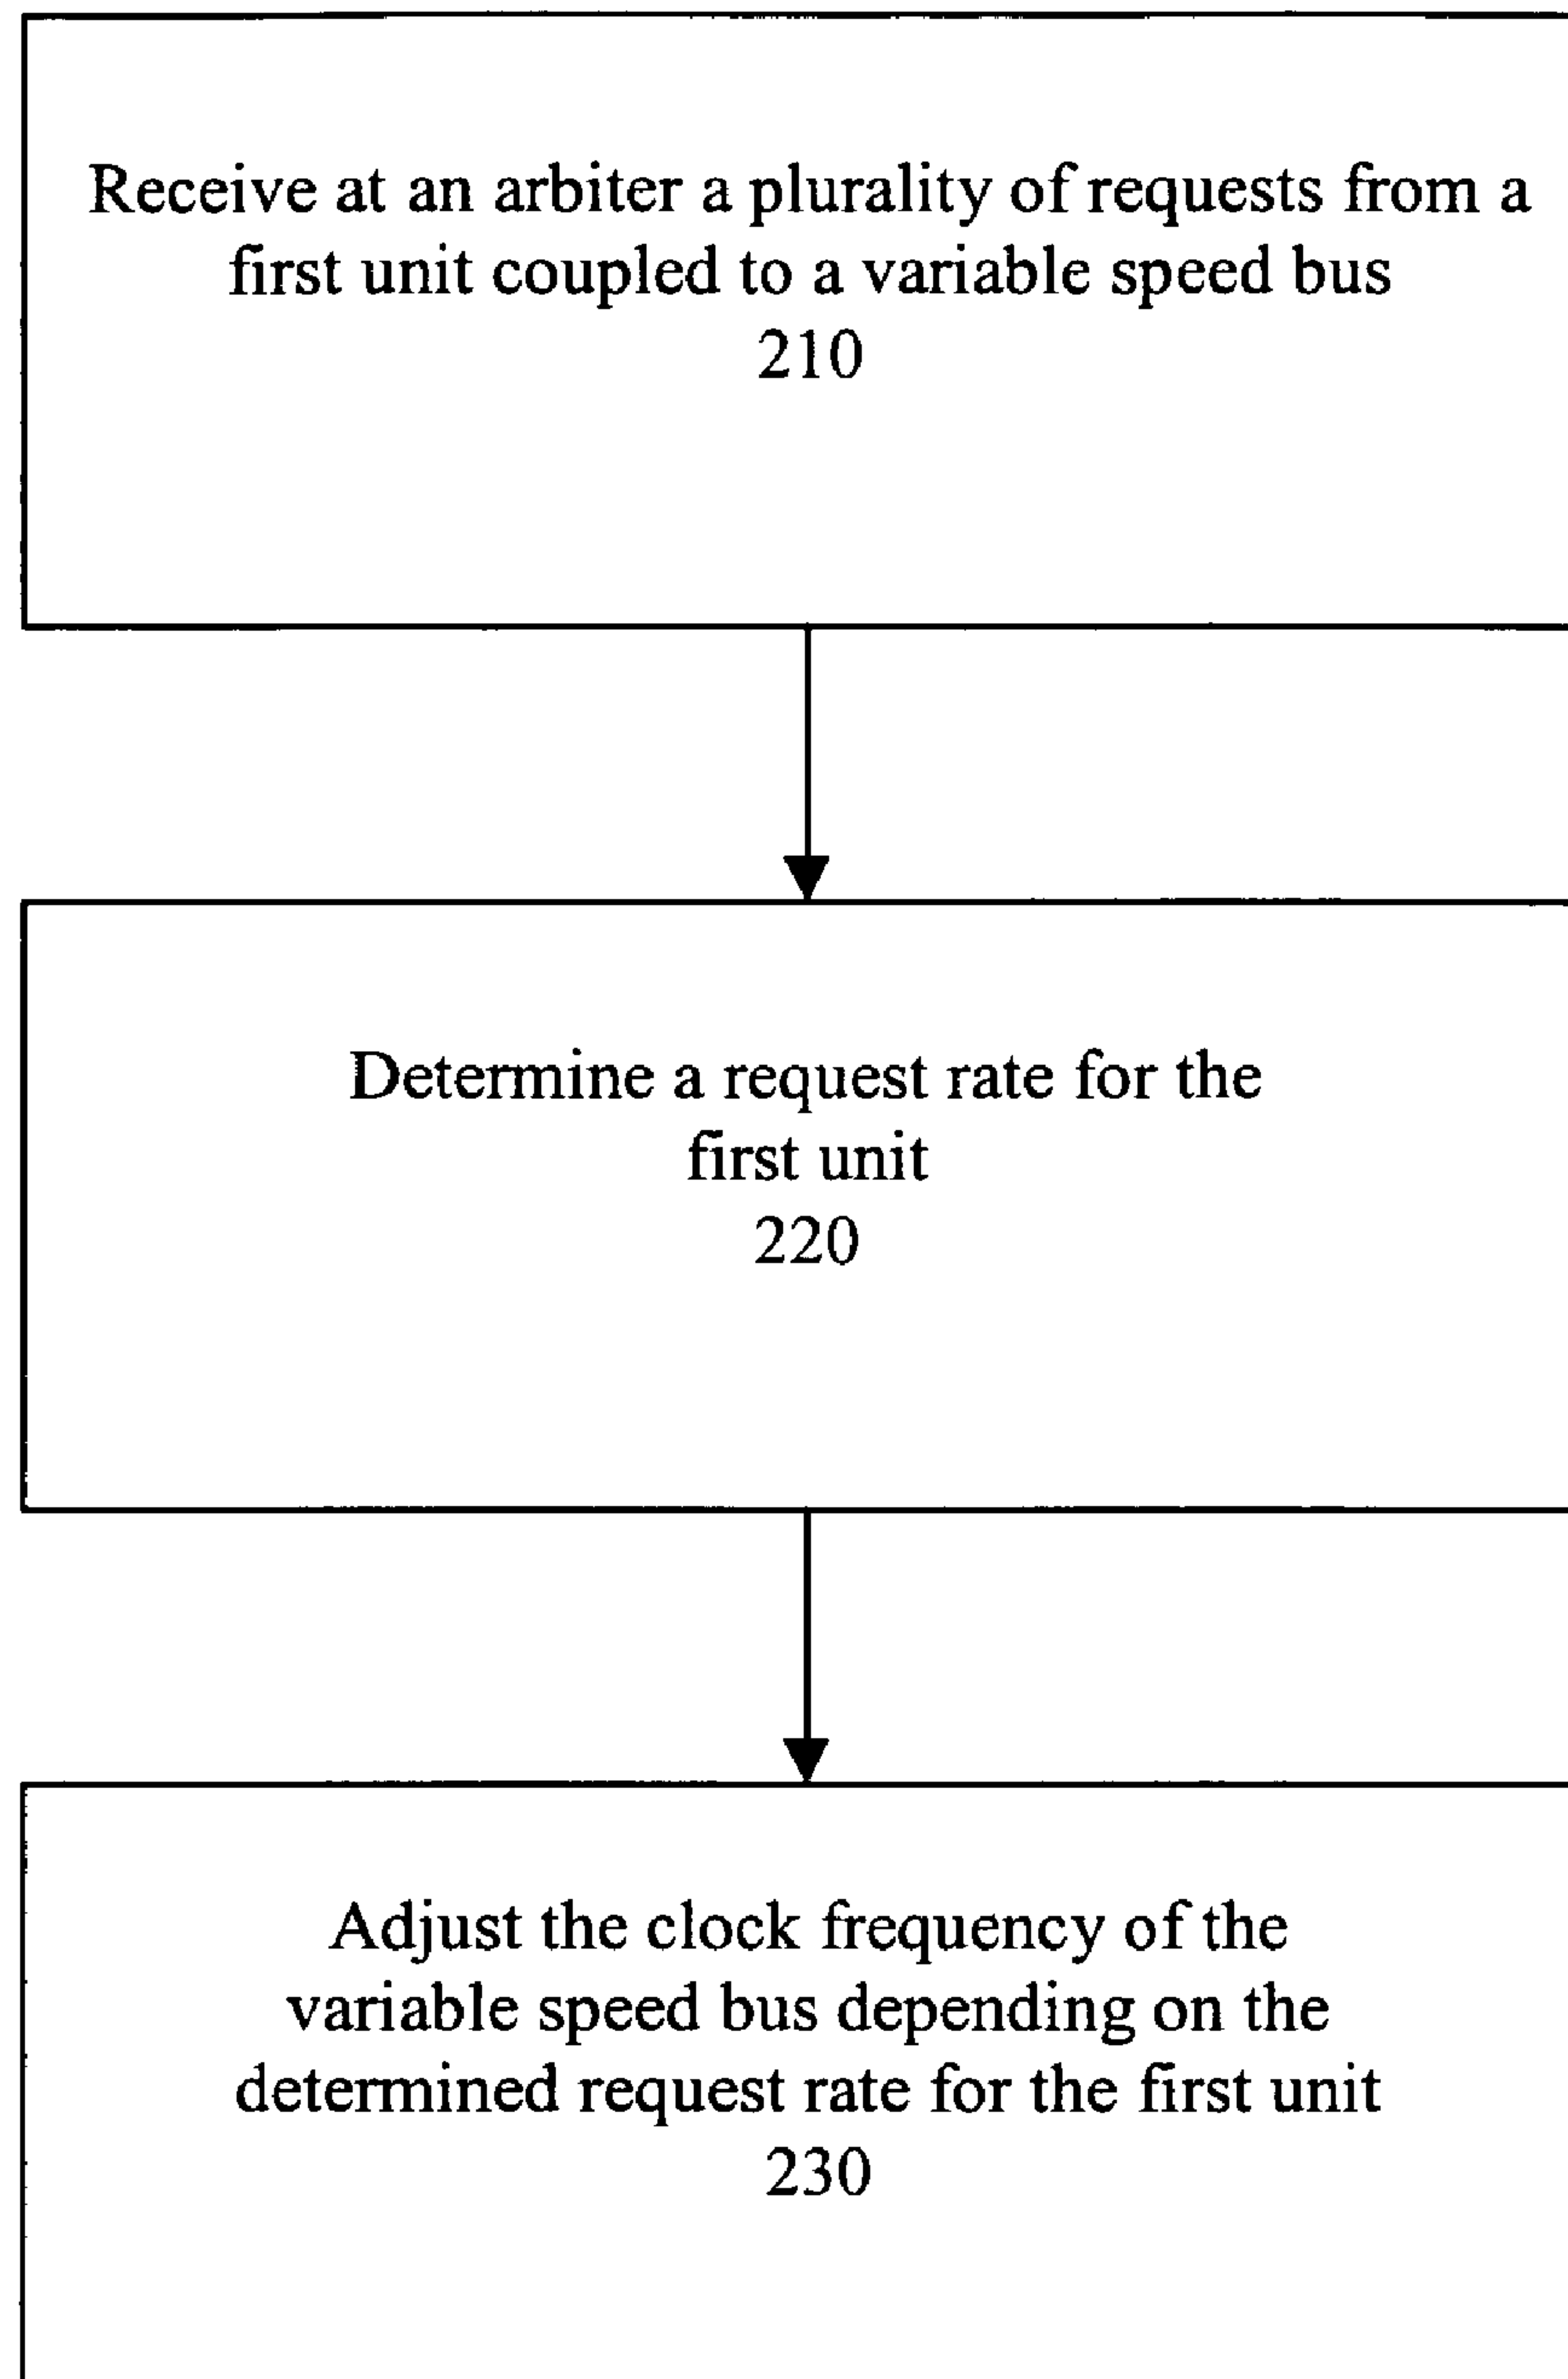 Receive at an arbiter a plurality of requests from a
first unit coupled to a variable speed bus
210
Determine a request rate for the
first unit
220
Adjust the clock frequency of the
variable speed bus depending on the
determined request rate for the first unit
230